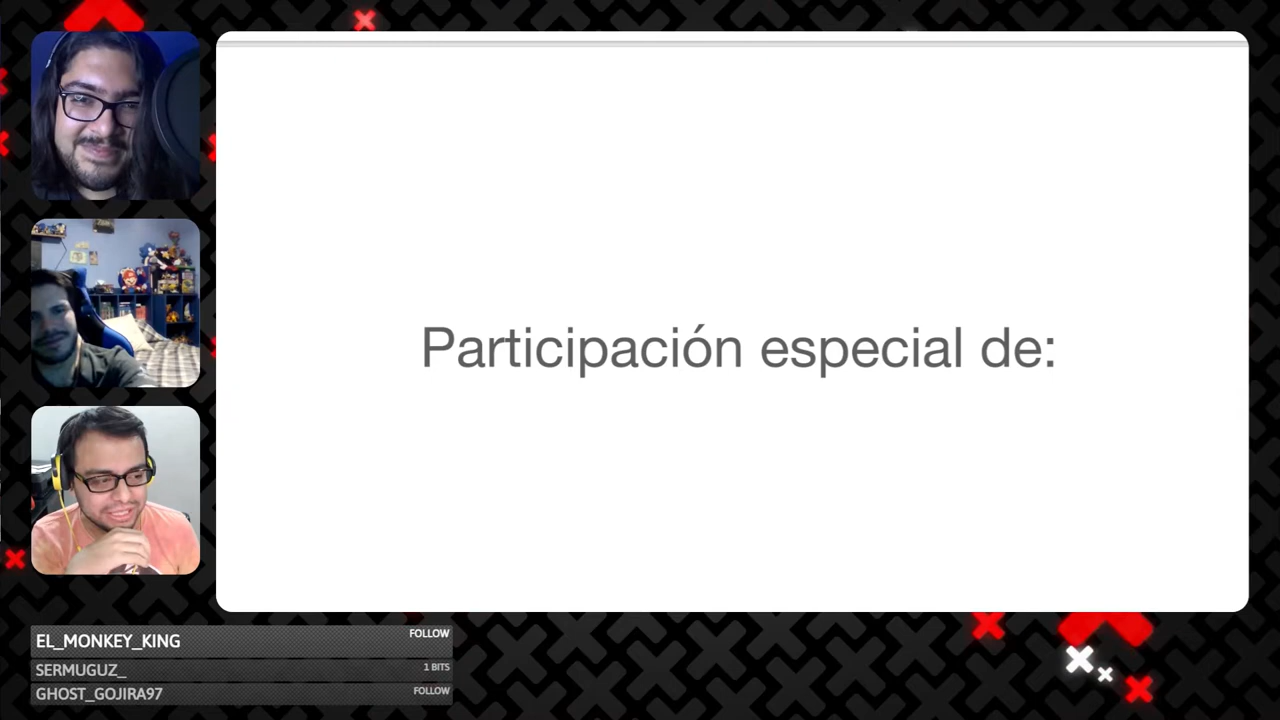 Participación especial de:
EL_MONKEY_KING FOLLOW
SERMUGUZ_ 1 BITS
GHOST_GOJIRA97 FOLLOW